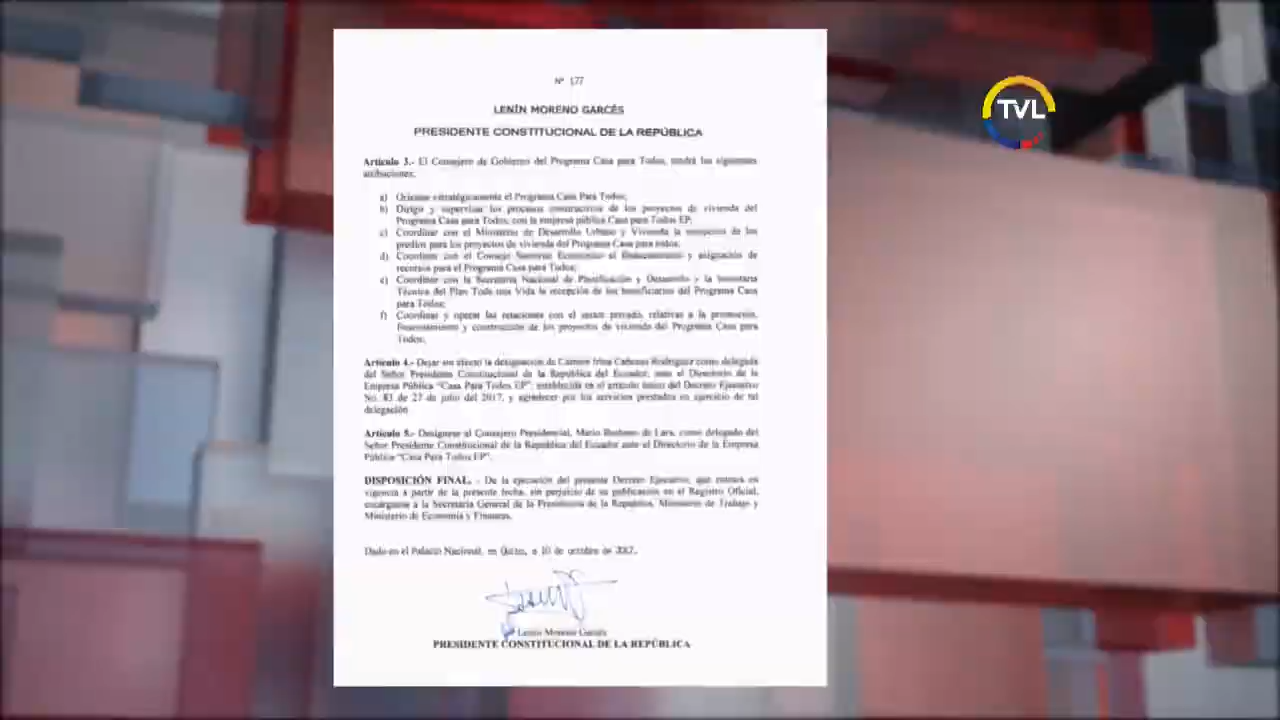 TVL
Nº 177
LENÍN MORENO GARCÉS
PRESIDENTE CONSTITUCIONAL DE LA REPÚBLICA
Artículo 3.- El Consejero de Gobierno del Programa Casa para Todos, tendrá las siguientes
atribuciones:
a) Orientar estratégicamente el Programa Casa Para Todos;
b) Dirigir y supervisar los procesos constructivos de los proyectos de vivienda del
Programa Casa para Todos, con la empresa pública Casa para Todos EP;
c) Coordinar con el Ministerio de Desarrollo Urbano y Vivienda la recepción de los
predios para los proyectos de vivienda del Programa Casa para todos;
d) Coordinar con el Consejo Sectorial Económico el financiamiento y asignación de
recursos para el Programa Casa para Todos;
e) Coordinar con la Secretaría Nacional de Planificación y Desarrollo y la Secretaría
Técnica del Plan Toda una Vida la recepción de los beneficiarios del Programa Casa
para Todos;
f) Coordinar y operar las relaciones con el sector privado, relativas a la promoción,
financiamiento y construcción de los proyectos de vivienda del Programa Casa para
Todos.
Artículo 4.- Dejar sin efecto la designación de Carmen Irina Cabezas Rodríguez como delegada
del Señor Presidente Constitucional de la República del Ecuador, ante el Directorio de la
Empresa Pública "Casa Para Todos EP", establecida en el artículo único del Decreto Ejecutivo
No. 83 de 27 de julio del 2017, y agradecer por los servicios prestados en ejercicio de tal
delegación
Artículo 5.- Desígnese al Consejero Presidencial, Mario Burbano de Lara, como delegado del
Señor Presidente Constitucional de la República del Ecuador ante el Directorio de la Empresa
Pública "Casa Para Todos EP".
DISPOSICIÓN FINAL. - De la ejecución del presente Decreto Ejecutivo, que entrará en
vigencia a partir de la presente fecha, sin perjuicio de su publicación en el Registro Oficial,
encárguese a la Secretaría General de la Presidencia de la República, Ministerio de Trabajo y
Ministerio de Economía y Finanzas.
Dado en el Palacio Nacional, en Quito, a 10 de octubre de 2017.
Lenín Moreno Garcés
PRESIDENTE CONSTITUCIONAL DE LA REPÚBLICA